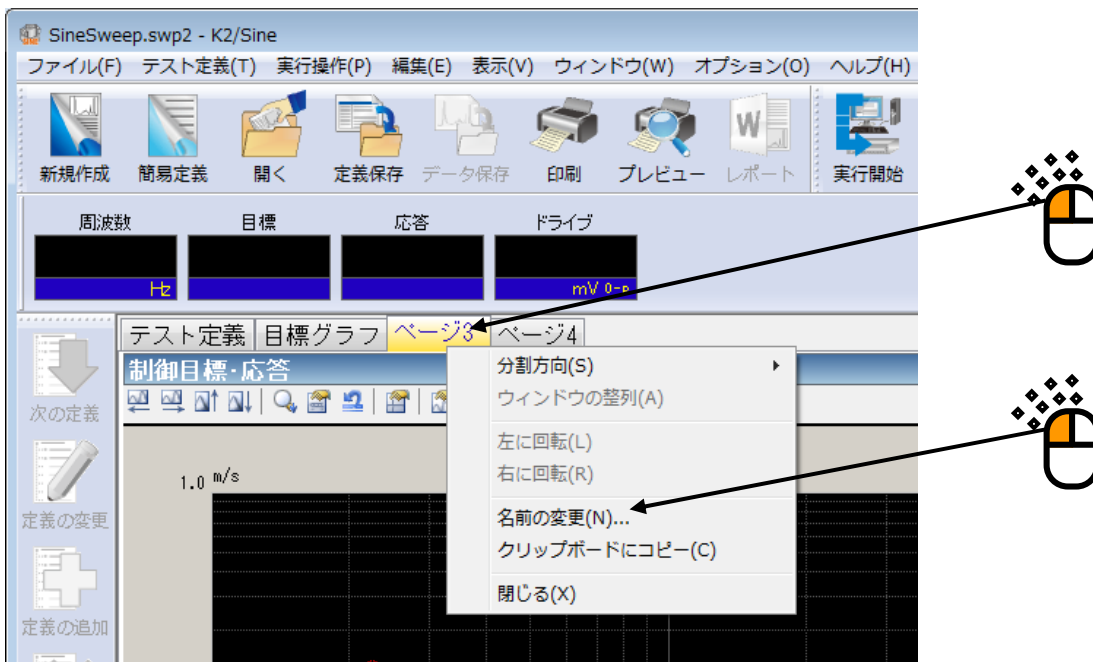 SineSweep.swp2 - K2/Sine
ファイル(F) テスト定義(T) 実行操作(P) 編集(E) 表示(V) ウィンドウ(W) オプション(O) ヘルプ(H)
新規作成 簡易定義 開く 定義保存 データ保存 印刷 プレビュー レポート 実行開始
W
周波数 目標 応答 ドライブ
Hz mV 0-p
テスト定義 目標グラフ ページ3 ページ4
制御目標・応答
次の定義
定義の変更
定義の追加
1.0 m/s
分割方向(S)
ウィンドウの整列(A)
左に回転(L)
右に回転(R)
名前の変更(N)...
クリップボードにコピー(C)
閉じる(X)